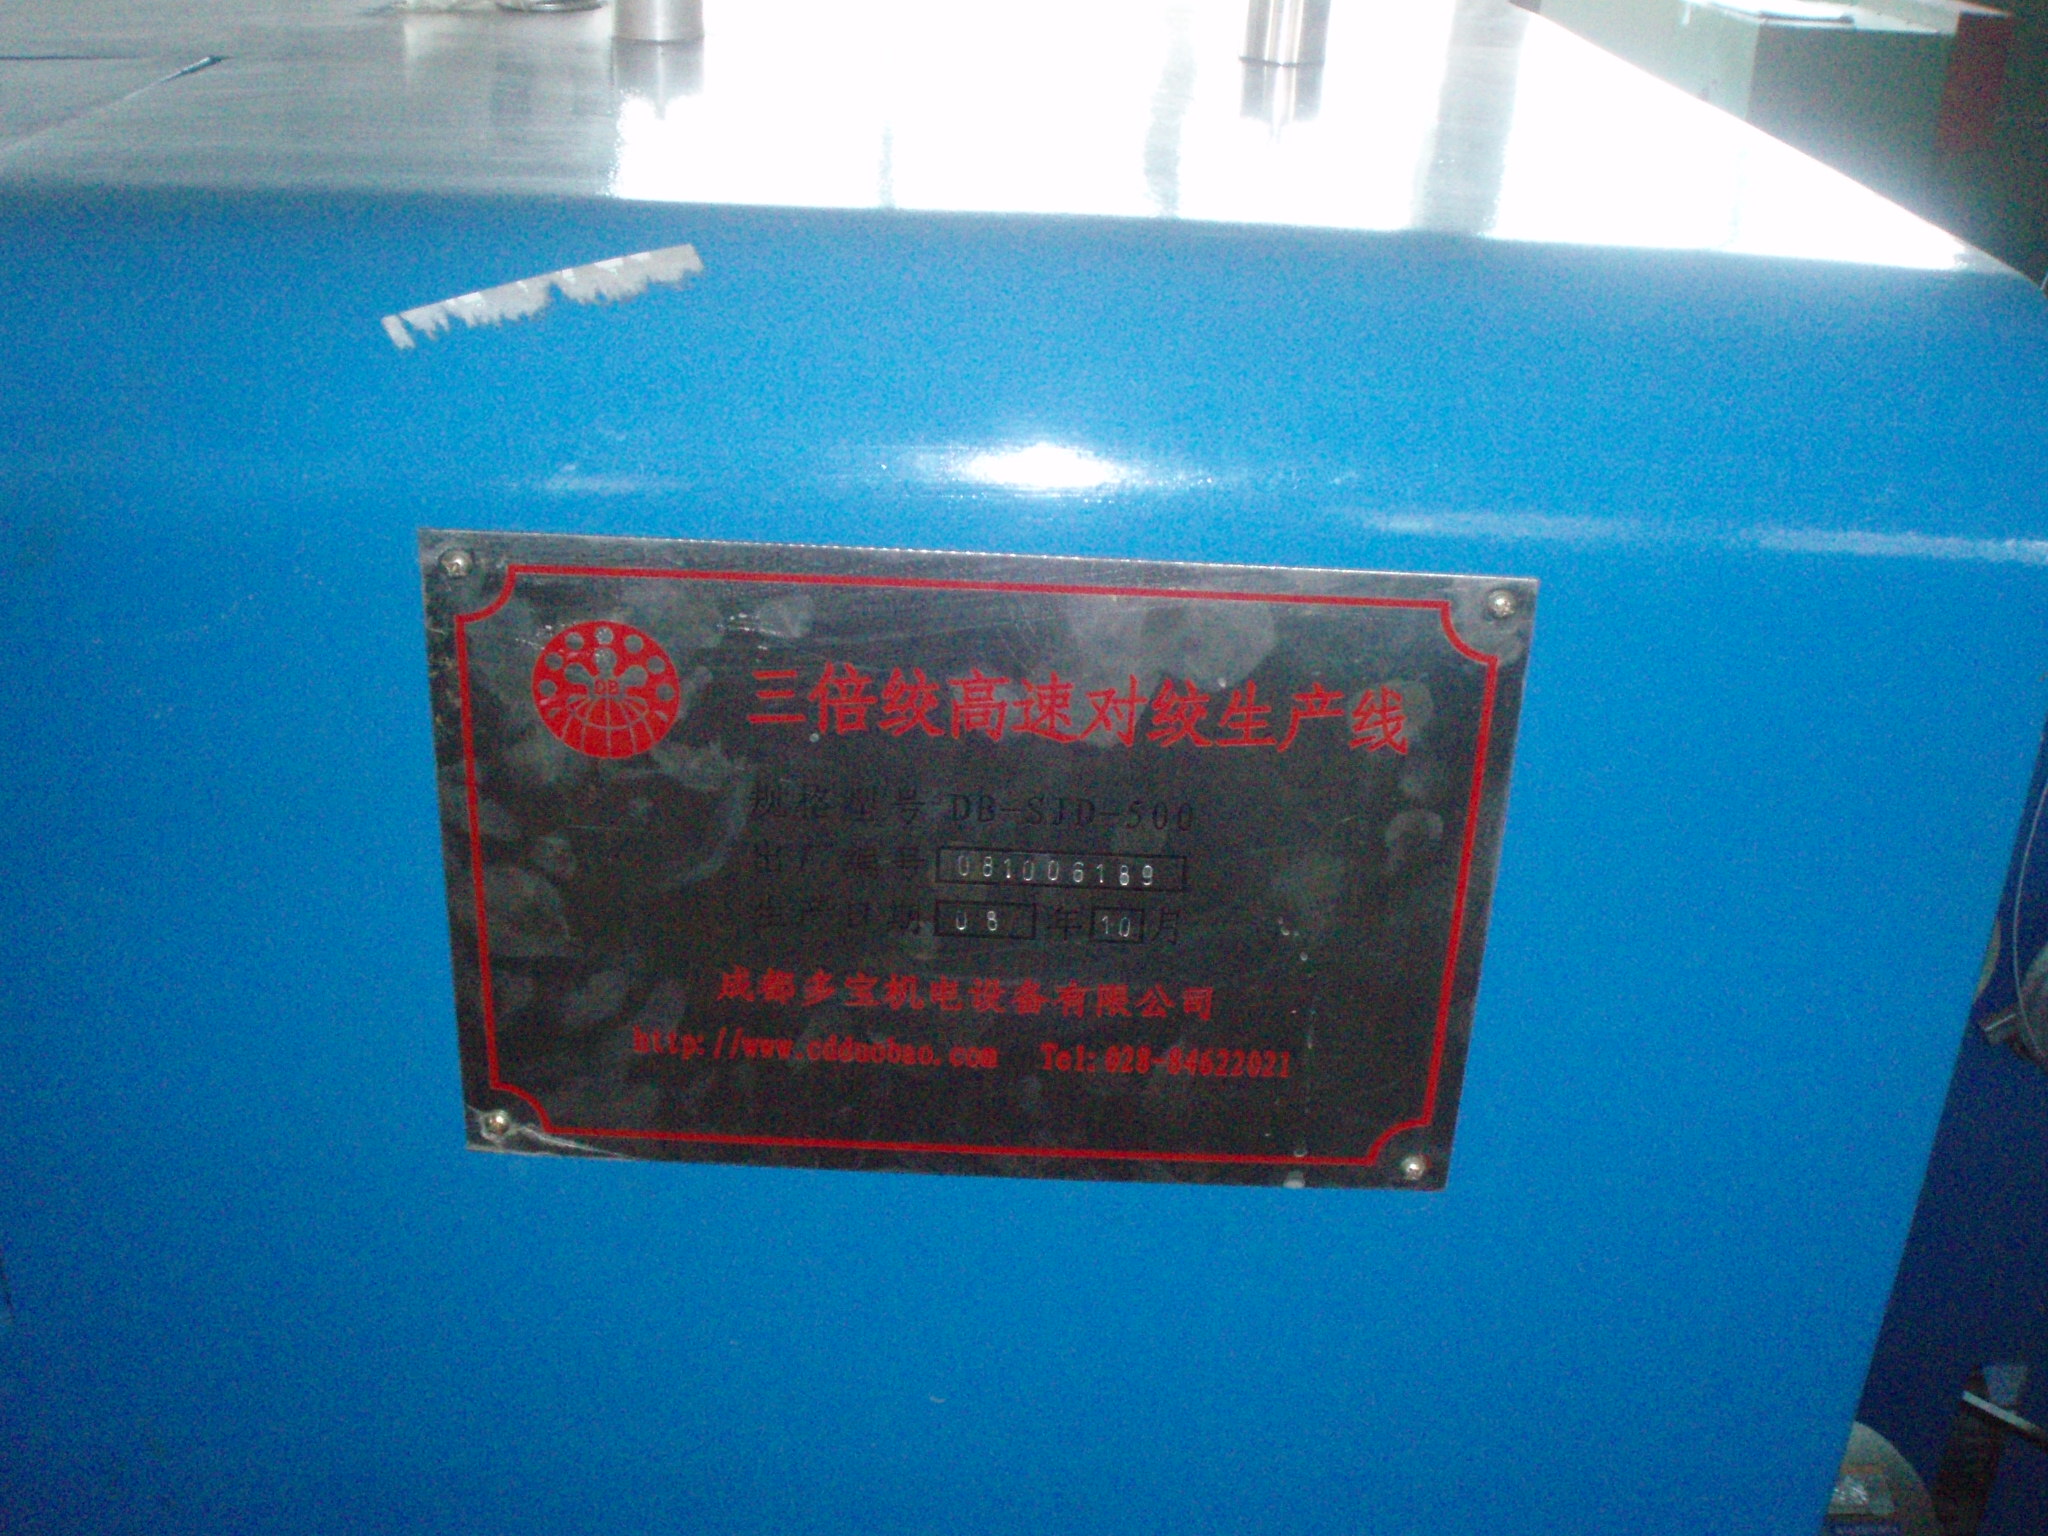 DB
三倍绞高速对绞生产线
规格型号 DB-SJD-500
出厂编号 081006189
生产日期 08 年 10 月
成都多宝机电设备有限公司
http://www.cdduobao.com Tel:028-84622021